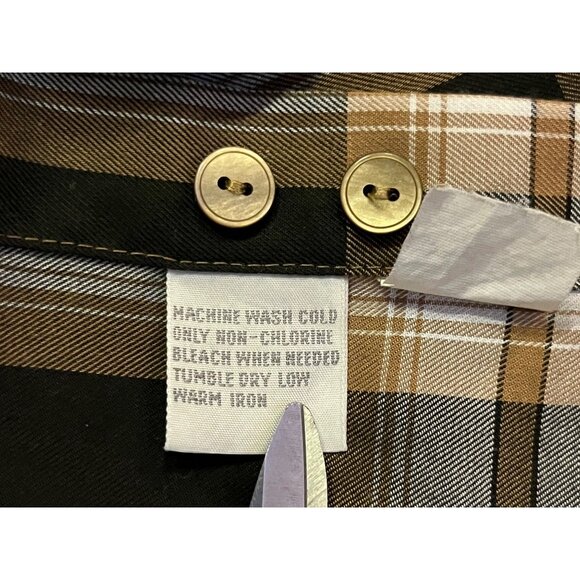 MACHINE WASH COLD
ONLY NON-CHLORINE
BLEACH WHEN NEEDED
TUMBLE DRY LOW
WARM IRON